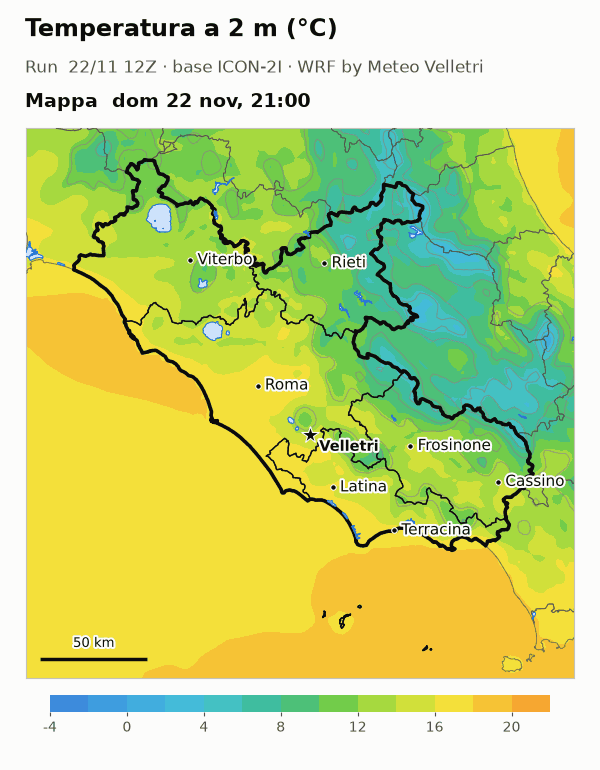 Temperatura a 2 m (°C)
Run  22/11 12Z · base ICON-2I · WRF by Meteo Velletri
Mappa  dom 22 nov, 21:00
Viterbo
Rieti
Roma
Velletri
Frosinone
Latina
Cassino
Terracina
50 km
-4 0 4 8 12 16 20